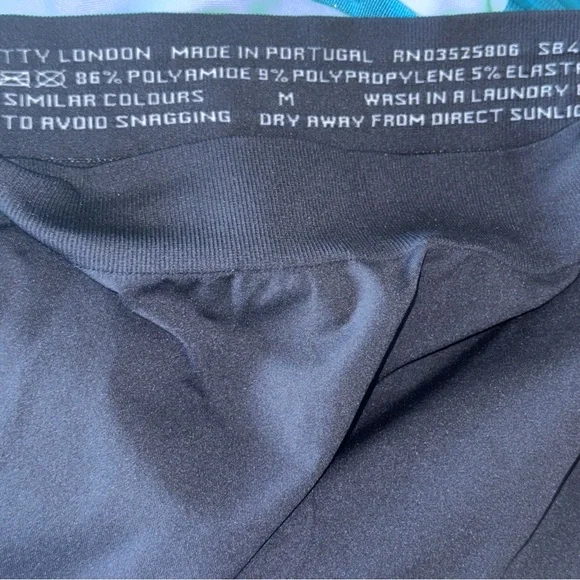 TTY LONDON MADE IN PORTUGAL RN03525806 SB4
86% POLYAMIDE 9% POLYPROPYLENE 5% ELAST
SIMILAR COLOURS M WASH IN A LAUNDRY
TO AVOID SNAGGING DRY AWAY FROM DIRECT SUNLIG